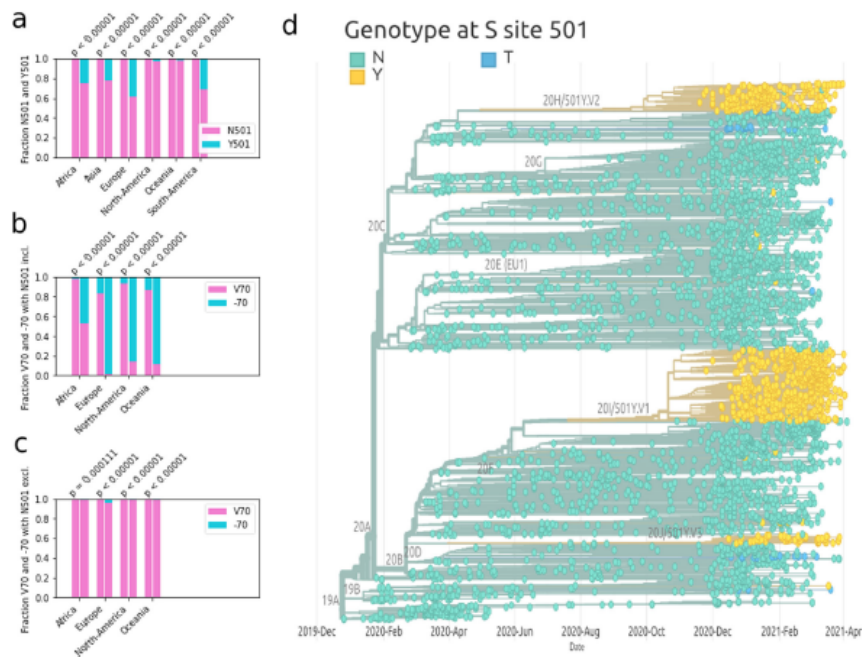 a
p < 0.00001
p < 0.00001
p < 0.00001
p < 0.00001
p < 0.00001
p < 0.00001
Fraction N501 and Y501
1.0
0.8
0.6
0.4
0.2
0.0
N501
Y501
Africa
Asia
Europe
North-America
Oceania
South-America
b
p < 0.00001
p < 0.00001
p < 0.00001
p < 0.00001
Fraction V70 and -70 with N501 incl.
1.0
0.8
0.6
0.4
0.2
0.0
V70
-70
Africa
Europe
North-America
Oceania
c
p = 0.000111
p < 0.00001
p < 0.00001
p < 0.00001
Fraction V70 and -70 with N501 excl.
1.0
0.8
0.6
0.4
0.2
0.0
V70
-70
Africa
Europe
North-America
Oceania
d
Genotype at S site 501
N T
Y
20H/501Y.V2
20G
20C
20E (EU1)
20I/501Y.V1
20F
20A
20J/501Y.V3
20D
20B
19B
19A
2019-Dec 2020-Feb 2020-Apr 2020-Jun 2020-Aug 2020-Oct 2020-Dec 2021-Feb 2021-Apr
Date